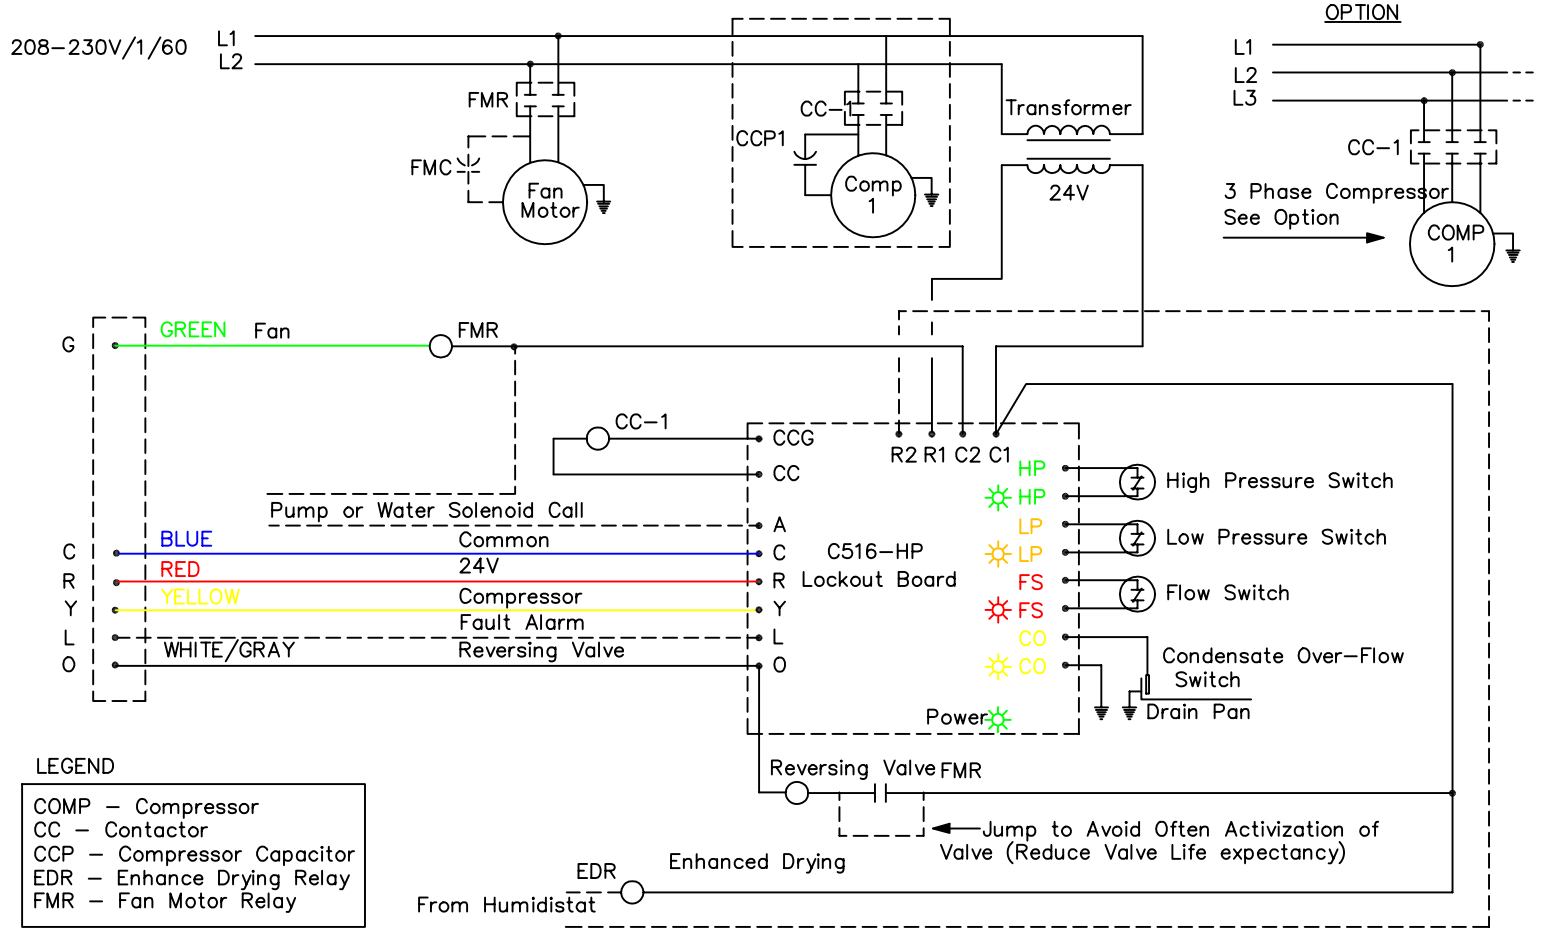 OPTION
208-230V/1/60
L1
L2
FMR
FMC
Fan
Motor
CC-1
CCP1
Comp
1
Transformer
24V
L1
L2
L3
CC-1
3 Phase Compressor
See Option
COMP
1
G
GREEN
Fan
FMR
CC-1
CCG
CC
R2
R1
C2
C1
HP
HP
High Pressure Switch
Pump or Water Solenoid Call
A
LP
LP
Low Pressure Switch
C
BLUE
Common
C
C516-HP
Lockout Board
R
RED
24V
R
FS
FS
Flow Switch
Y
YELLOW
Compressor
Y
L
Fault Alarm
L
O
WHITE/GRAY
Reversing Valve
O
CO
CO
Condensate Over-Flow
Switch
Drain Pan
Power
Reversing Valve
FMR
Jump to Avoid Often Activization of
Valve (Reduce Valve Life expectancy)
Enhanced Drying
EDR
From Humidistat
LEGEND
COMP - Compressor
CC - Contactor
CCP - Compressor Capacitor
EDR - Enhance Drying Relay
FMR - Fan Motor Relay